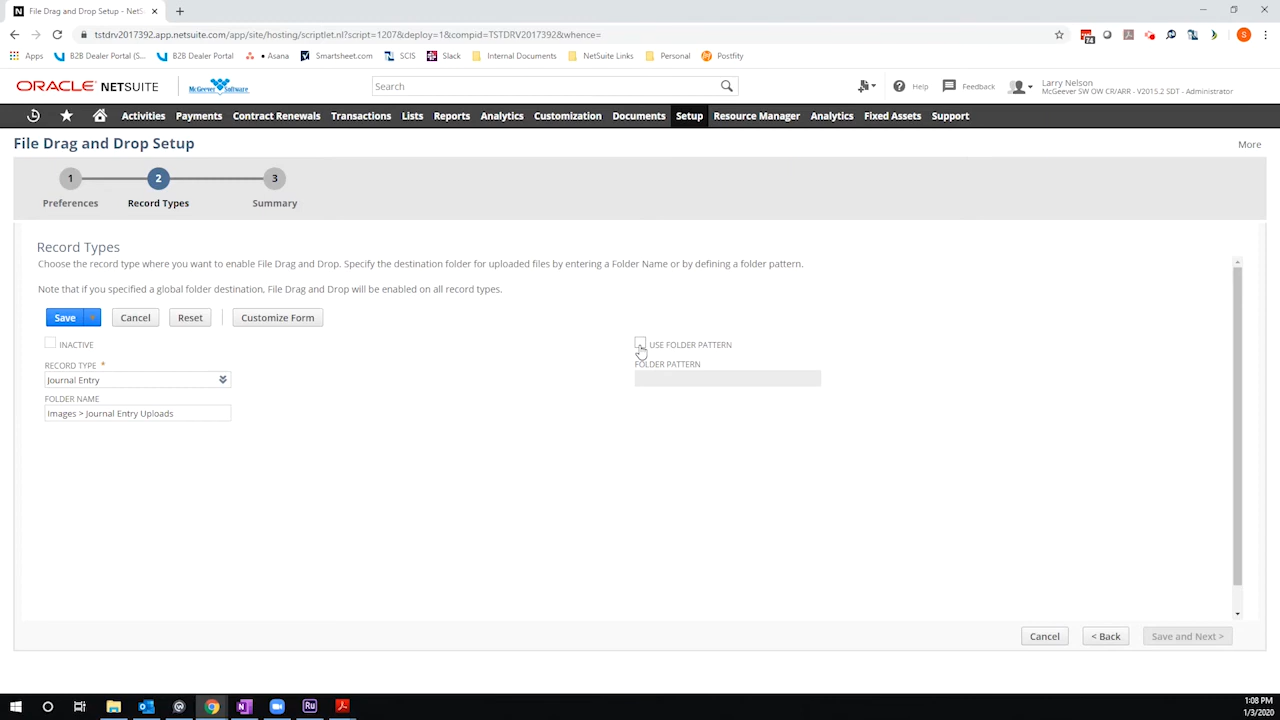 File Drag and Drop Setup - NetS
tstdrv2017392.app.netsuite.com/app/site/hosting/scriptlet.nl?script=1207&deploy=1&compid=TSTDRV2017392&whence=
74
S
Apps
B2B Dealer Portal (S...
B2B Dealer Portal
Asana
Smartsheet.com
SCIS
Slack
Internal Documents
NetSuite Links
Personal
Postfity
ORACLE NETSUITE
McGeever Software
Search
Help
Feedback
Larry Nelson
McGeever SW OW CR/ARR - V2015.2 SDT - Administrator
Activities
Payments
Contract Renewals
Transactions
Lists
Reports
Analytics
Customization
Documents
Setup
Resource Manager
Analytics
Fixed Assets
Support
File Drag and Drop Setup
More
1
2
3
Preferences
Record Types
Summary
Record Types
Choose the record type where you want to enable File Drag and Drop. Specify the destination folder for uploaded files by entering a Folder Name or by defining a folder pattern.
Note that if you specified a global folder destination, File Drag and Drop will be enabled on all record types.
Save
Cancel
Reset
Customize Form
INACTIVE
USE FOLDER PATTERN
RECORD TYPE *
FOLDER PATTERN
Journal Entry
FOLDER NAME
Images > Journal Entry Uploads
Cancel
< Back
Save and Next >
Ru
1:08 PM
1/3/2020